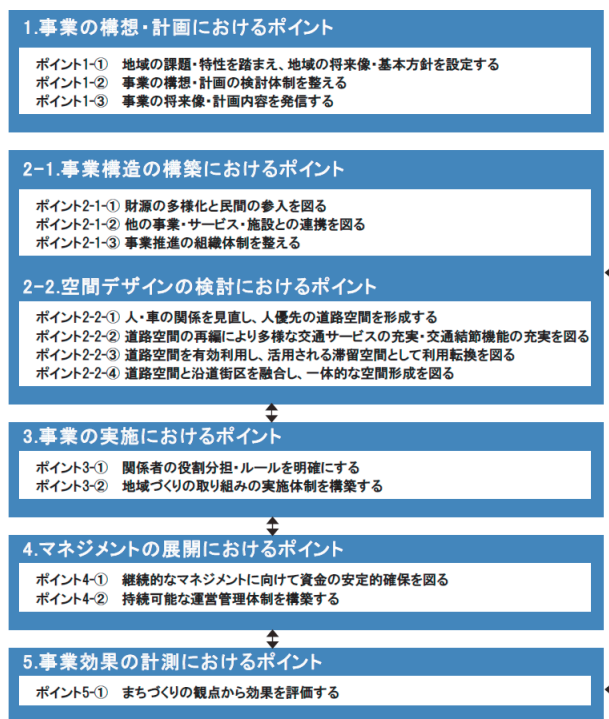 1.事業の構想・計画におけるポイント
ポイント1-① 地域の課題・特性を踏まえ、地域の将来像・基本方針を設定する
ポイント1-② 事業の構想・計画の検討体制を整える
ポイント1-③ 事業の将来像・計画内容を発信する
2-1.事業構造の構築におけるポイント
ポイント2-1-① 財源の多様化と民間の参入を図る
ポイント2-1-② 他の事業・サービス・施設との連携を図る
ポイント2-1-③ 事業推進の組織体制を整える
2-2.空間デザインの検討におけるポイント
ポイント2-2-① 人・車の関係を見直し、人優先の道路空間を形成する
ポイント2-2-② 道路空間の再編により多様な交通サービスの充実・交通結節機能の充実を図る
ポイント2-2-③ 道路空間を有効利用し、活用される滞留空間として利用転換を図る
ポイント2-2-④ 道路空間と沿道街区を融合し、一体的な空間形成を図る
3.事業の実施におけるポイント
ポイント3-① 関係者の役割分担・ルールを明確にする
ポイント3-② 地域づくりの取り組みの実施体制を構築する
4.マネジメントの展開におけるポイント
ポイント4-① 継続的なマネジメントに向けて資金の安定的確保を図る
ポイント4-② 持続可能な運営管理体制を構築する
5.事業効果の計測におけるポイント
ポイント5-① まちづくりの観点から効果を評価する